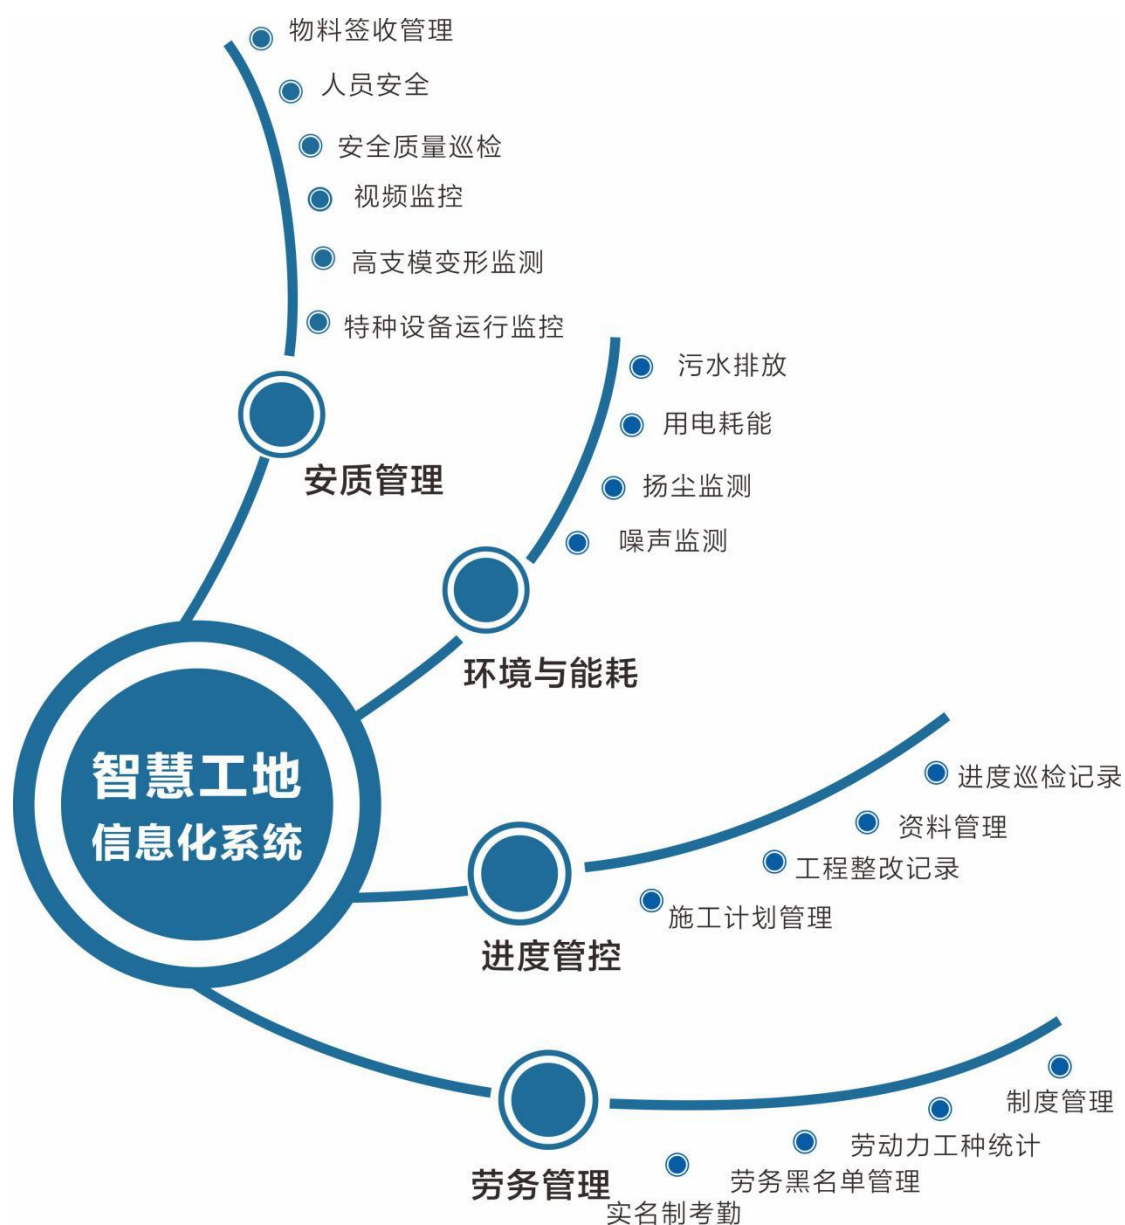 物料签收管理
人员安全
安全质量巡检
视频监控
高支模变形监测
特种设备运行监控
安质管理
污水排放
用电耗能
扬尘监测
噪声监测
环境与能耗
智慧工地
信息化系统
进度巡检记录
资料管理
工程整改记录
施工计划管理
进度管控
制度管理
劳动力工种统计
劳务黑名单管理
实名制考勤
劳务管理